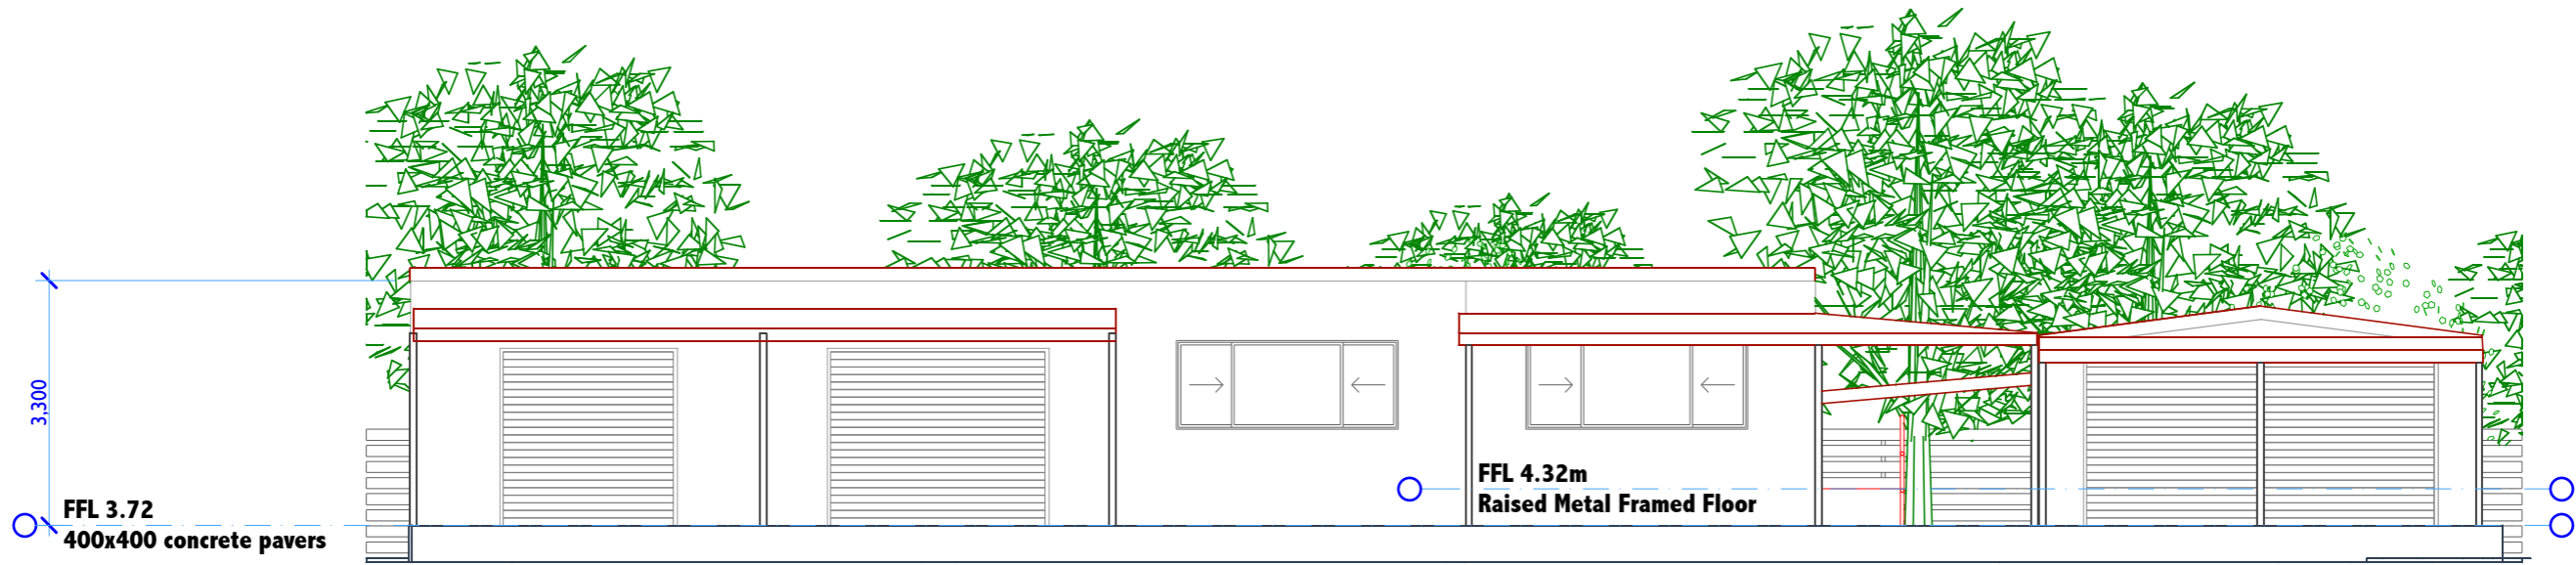 3,300
FFL 3.72
400x400 concrete pavers
FFL 4.32m
Raised Metal Framed Floor